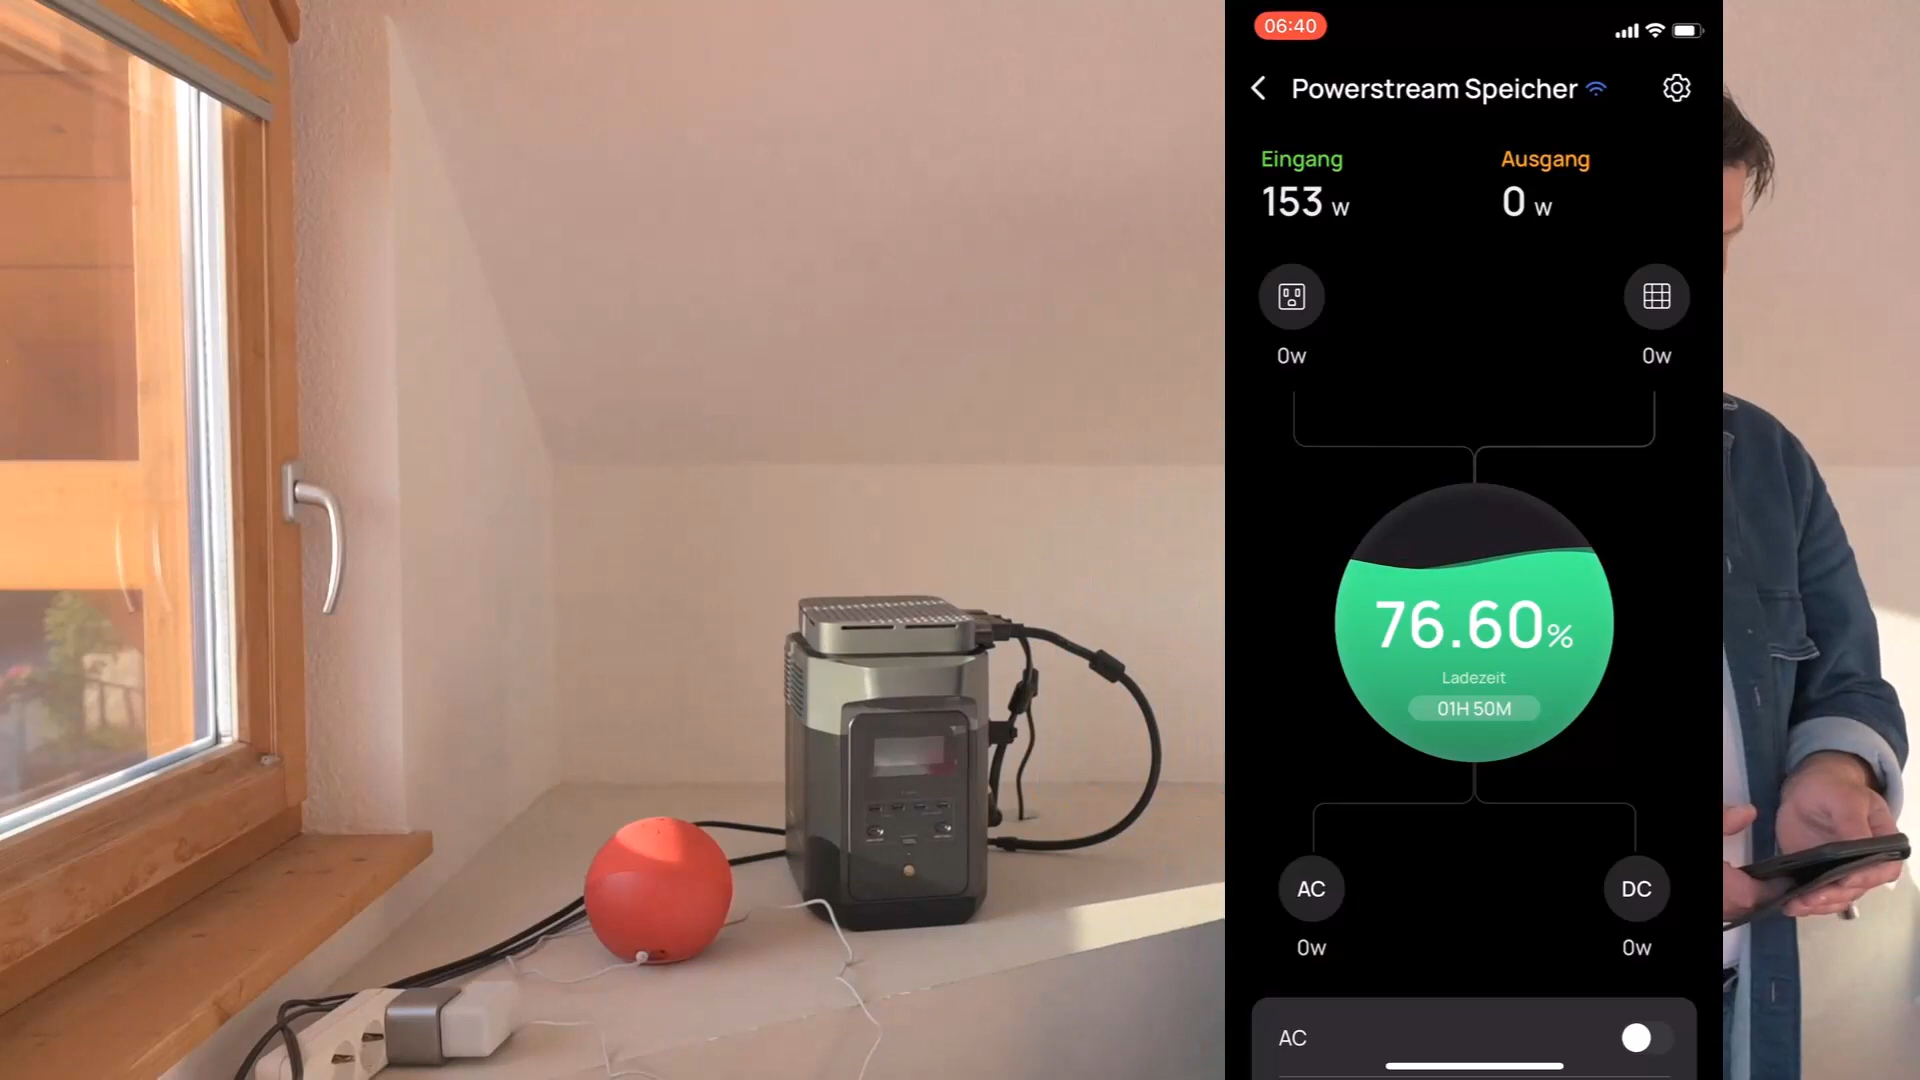 06:40
Powerstream Speicher
Eingang
Ausgang
153 w
0 w
0w
0w
76.60%
Ladezeit
01H 50M
AC
DC
0w
0w
AC